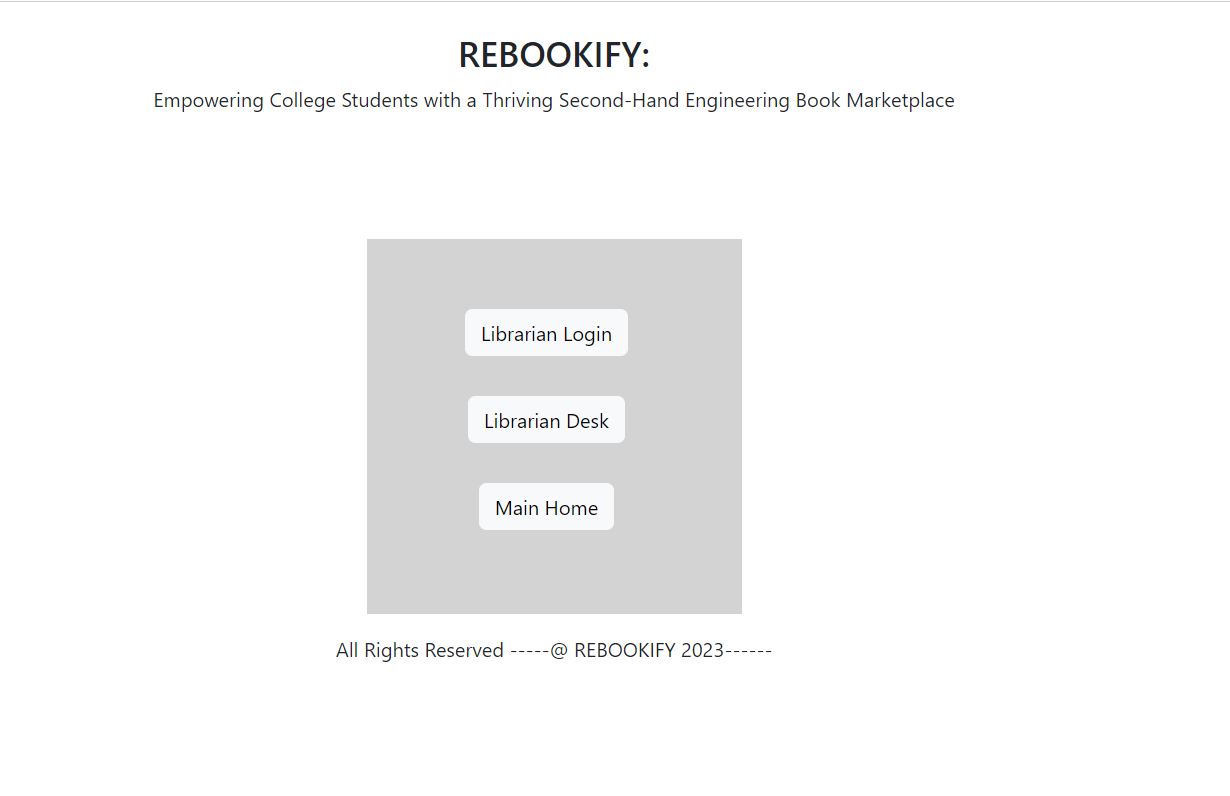 REBOOKIFY:
Empowering College Students with a Thriving Second-Hand Engineering Book Marketplace
Librarian Login
Librarian Desk
Main Home
All Rights Reserved -----@ REBOOKIFY 2023------